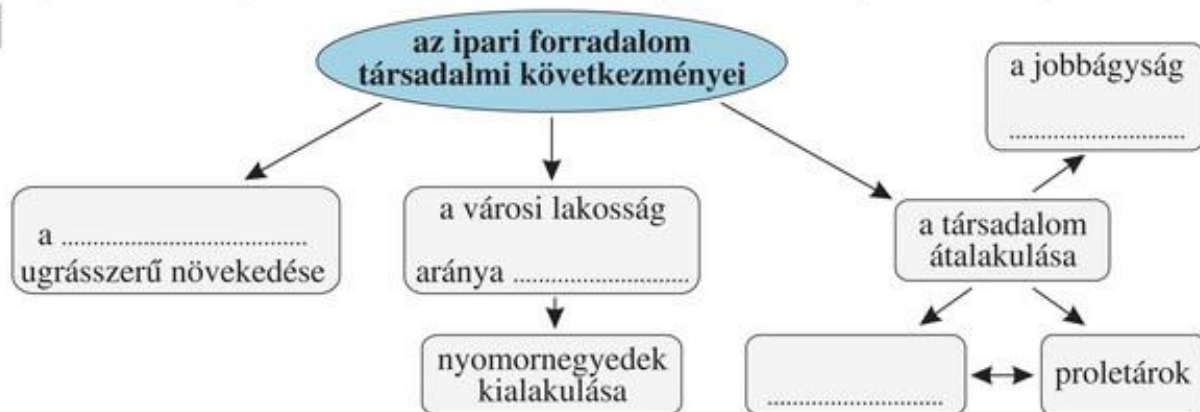 az ipari forradalom
társadalmi következményei
a jobbágyság
....................
a ....................
ugrásszerű növekedése
a városi lakosság
aránya ....................
nyomornegyedek
kialakulása
a társadalom
átalakulása
....................
proletárok